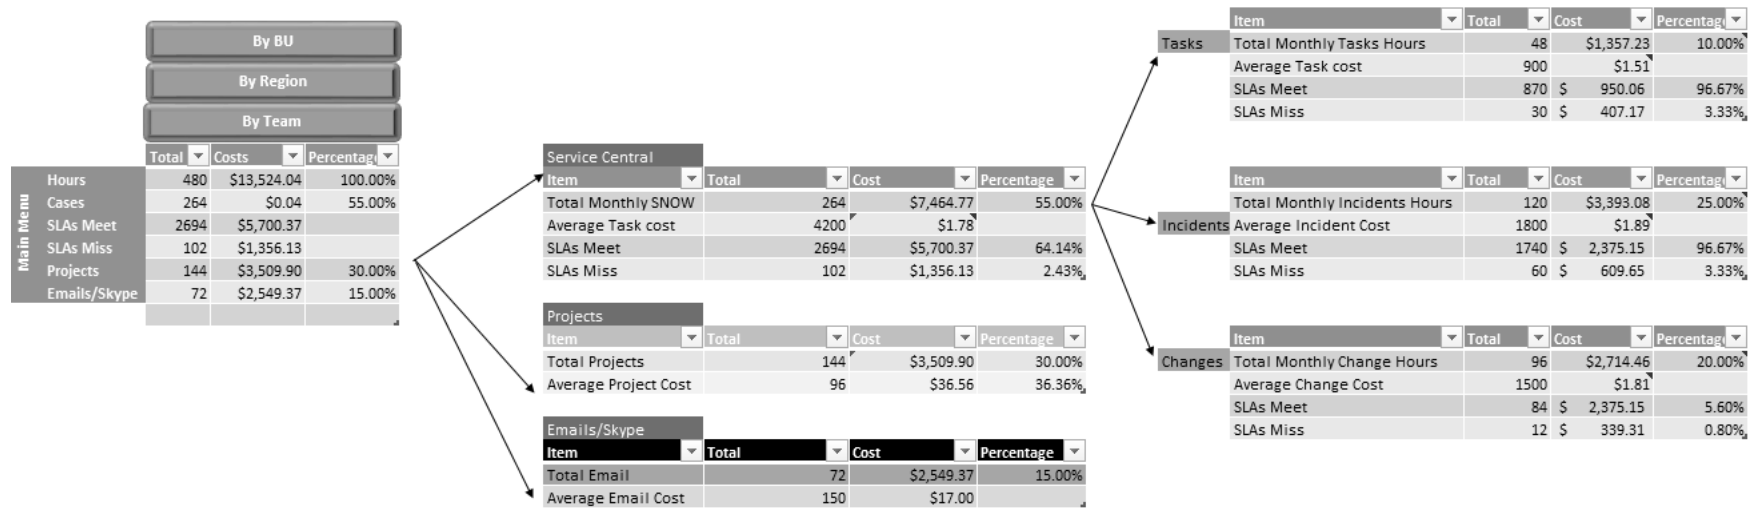 By BU
By Region
By Team
Total Costs Percentag
Main Menu
Hours 480 $13,524.04 100.00%
Cases 264 $0.04 55.00%
SLAs Meet 2694 $5,700.37
SLAs Miss 102 $1,356.13
Projects 144 $3,509.90 30.00%
Emails/Skype 72 $2,549.37 15.00%
Service Central
Item Total Cost Percentage
Total Monthly SNOW 264 $7,464.77 55.00%
Average Task cost 4200 $1.78
SLAs Meet 2694 $5,700.37 64.14%
SLAs Miss 102 $1,356.13 2.43%
Projects
Item Total Cost Percentage
Total Projects 144 $3,509.90 30.00%
Average Project Cost 96 $36.56 36.36%
Emails/Skype
Item Total Cost Percentage
Total Email 72 $2,549.37 15.00%
Average Email Cost 150 $17.00
Item Total Cost Percentag
Tasks Total Monthly Tasks Hours 48 $1,357.23 10.00%
Average Task cost 900 $1.51
SLAs Meet 870 $ 950.06 96.67%
SLAs Miss 30 $ 407.17 3.33%
Item Total Cost Percentag
Total Monthly Incidents Hours 120 $3,393.08 25.00%
Incidents Average Incident Cost 1800 $1.89
SLAs Meet 1740 $ 2,375.15 96.67%
SLAs Miss 60 $ 609.65 3.33%
Item Total Cost Percentag
Changes Total Monthly Change Hours 96 $2,714.46 20.00%
Average Change Cost 1500 $1.81
SLAs Meet 84 $ 2,375.15 5.60%
SLAs Miss 12 $ 339.31 0.80%